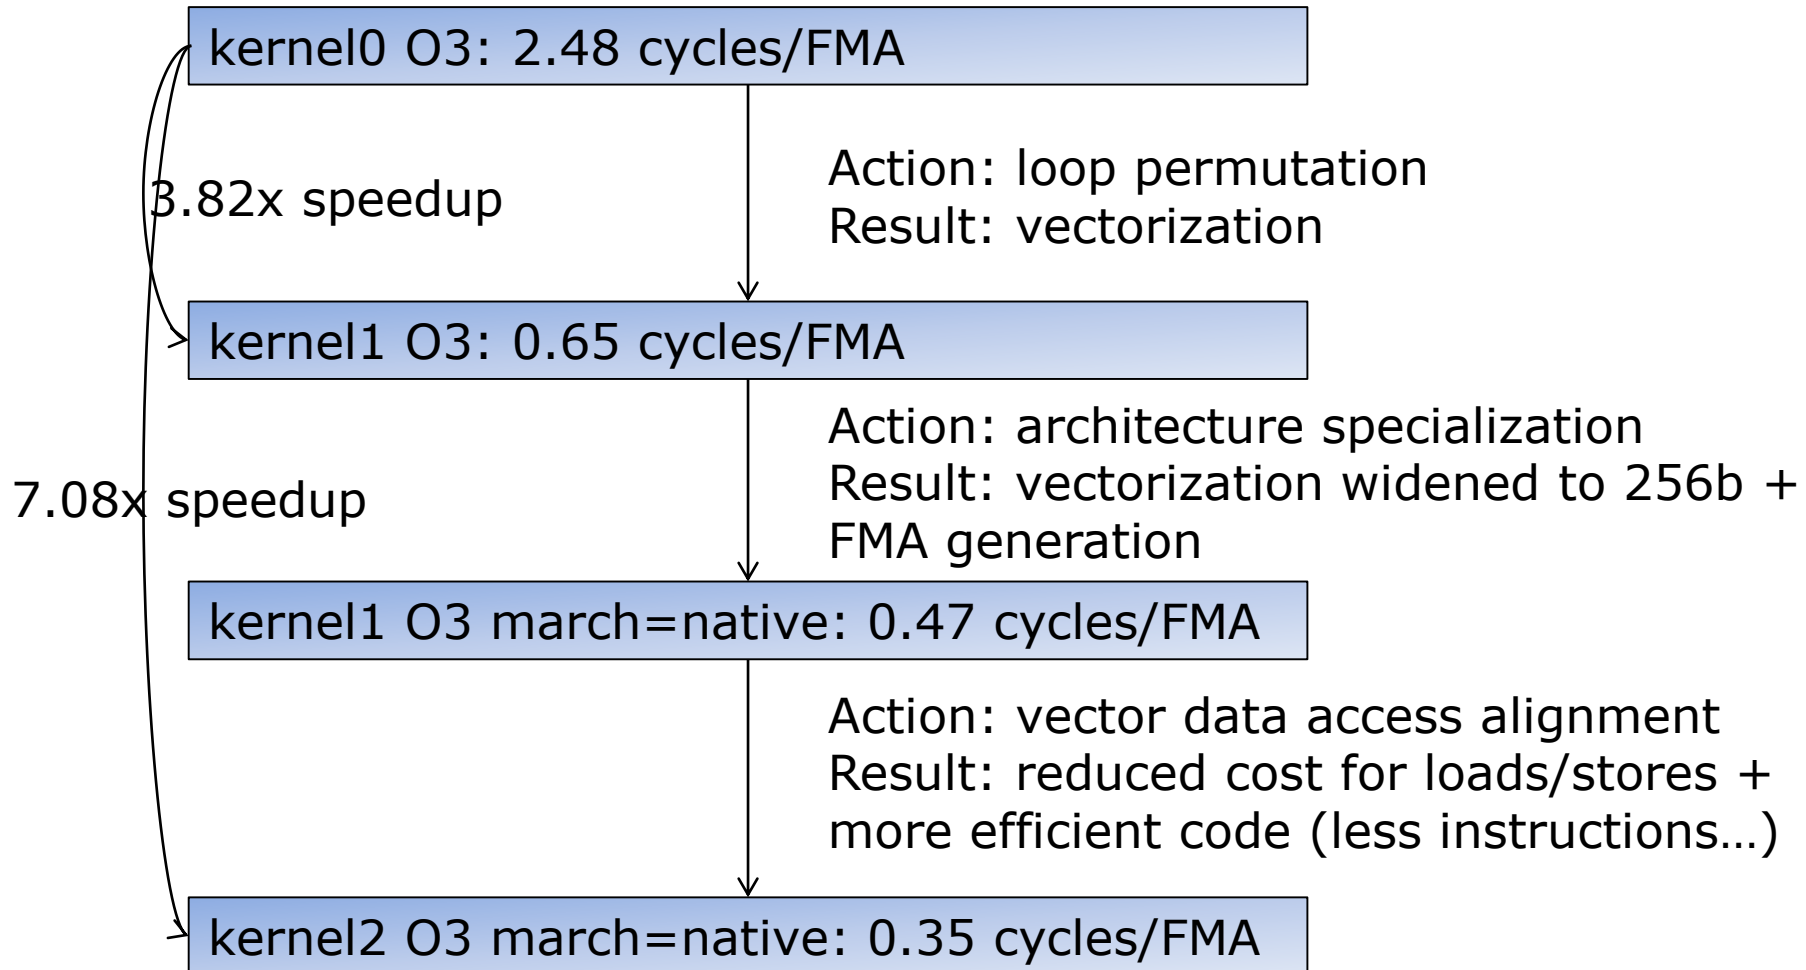 kernel0 O3: 2.48 cycles/FMA
3.82x speedup
Action: loop permutation
Result: vectorization
kernel1 O3: 0.65 cycles/FMA
7.08x speedup
Action: architecture specialization
Result: vectorization widened to 256b +
FMA generation
kernel1 O3 march=native: 0.47 cycles/FMA
Action: vector data access alignment
Result: reduced cost for loads/stores +
more efficient code (less instructions…)
kernel2 O3 march=native: 0.35 cycles/FMA